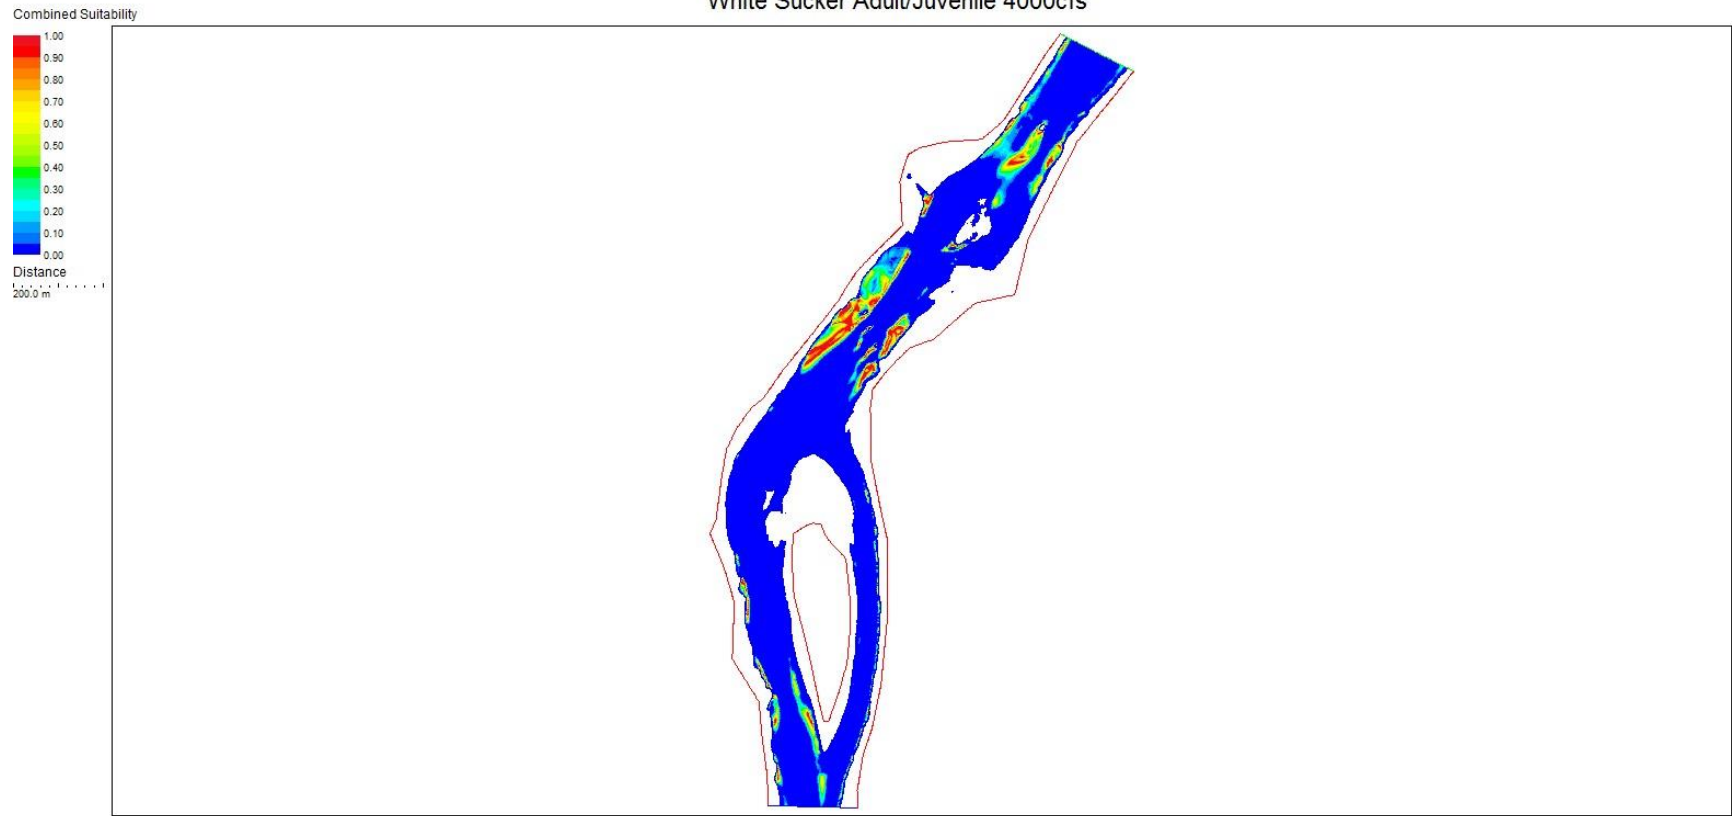 White Sucker Adult/Juvenile 4000cfs
Combined Suitability
1.00
0.90
0.80
0.70
0.60
0.50
0.40
0.30
0.20
0.10
0.00
Distance
200.0 m